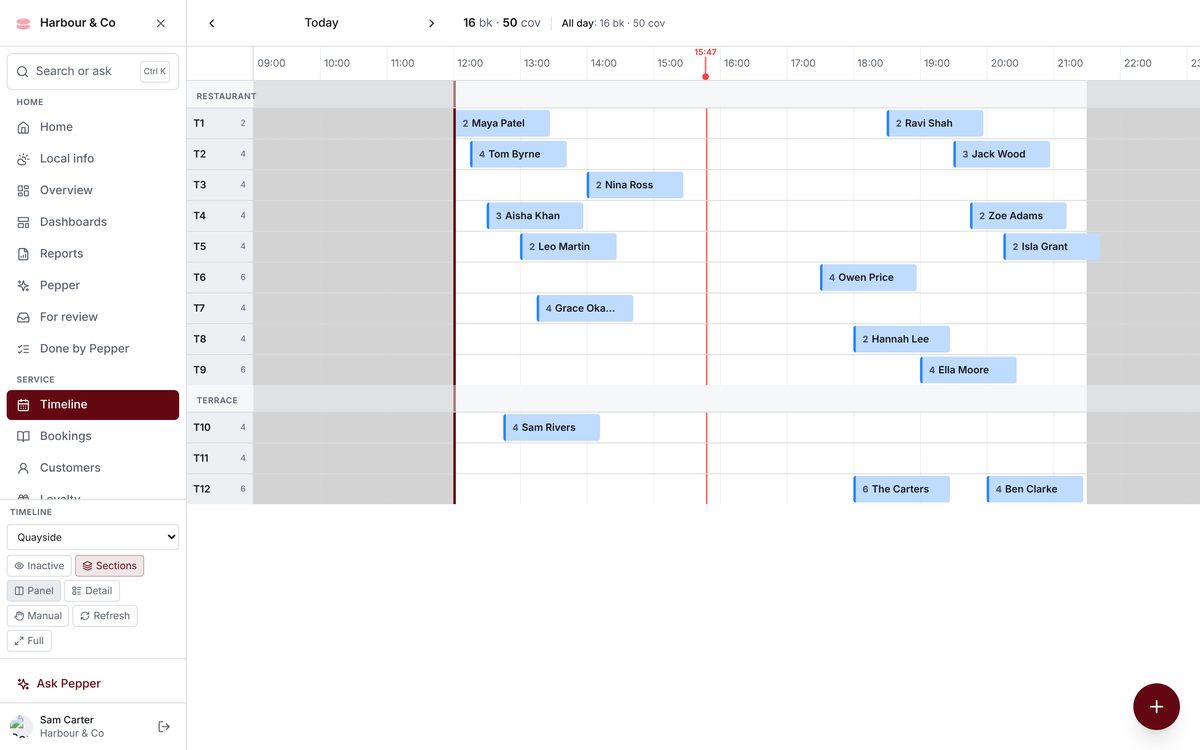 Harbour & Co
Search or ask Ctrl K
HOME
Home
Local info
Overview
Dashboards
Reports
Pepper
For review
Done by Pepper
SERVICE
Timeline
Bookings
Customers
Loyalty
TIMELINE
Quayside
Inactive Sections
Panel Detail
Manual Refresh
Full
Ask Pepper
Sam Carter
Harbour & Co
Today 16 bk · 50 cov All day: 16 bk · 50 cov
15:47
09:00 10:00 11:00 12:00 13:00 14:00 15:00 16:00 17:00 18:00 19:00 20:00 21:00 22:00 23
RESTAURANT
T1 2 2 Maya Patel 2 Ravi Shah
T2 4 4 Tom Byrne 3 Jack Wood
T3 4 2 Nina Ross
T4 4 3 Aisha Khan 2 Zoe Adams
T5 4 2 Leo Martin 2 Isla Grant
T6 6 4 Owen Price
T7 4 4 Grace Oka...
T8 4 2 Hannah Lee
T9 6 4 Ella Moore
TERRACE
T10 4 4 Sam Rivers
T11 4
T12 6 6 The Carters 4 Ben Clarke